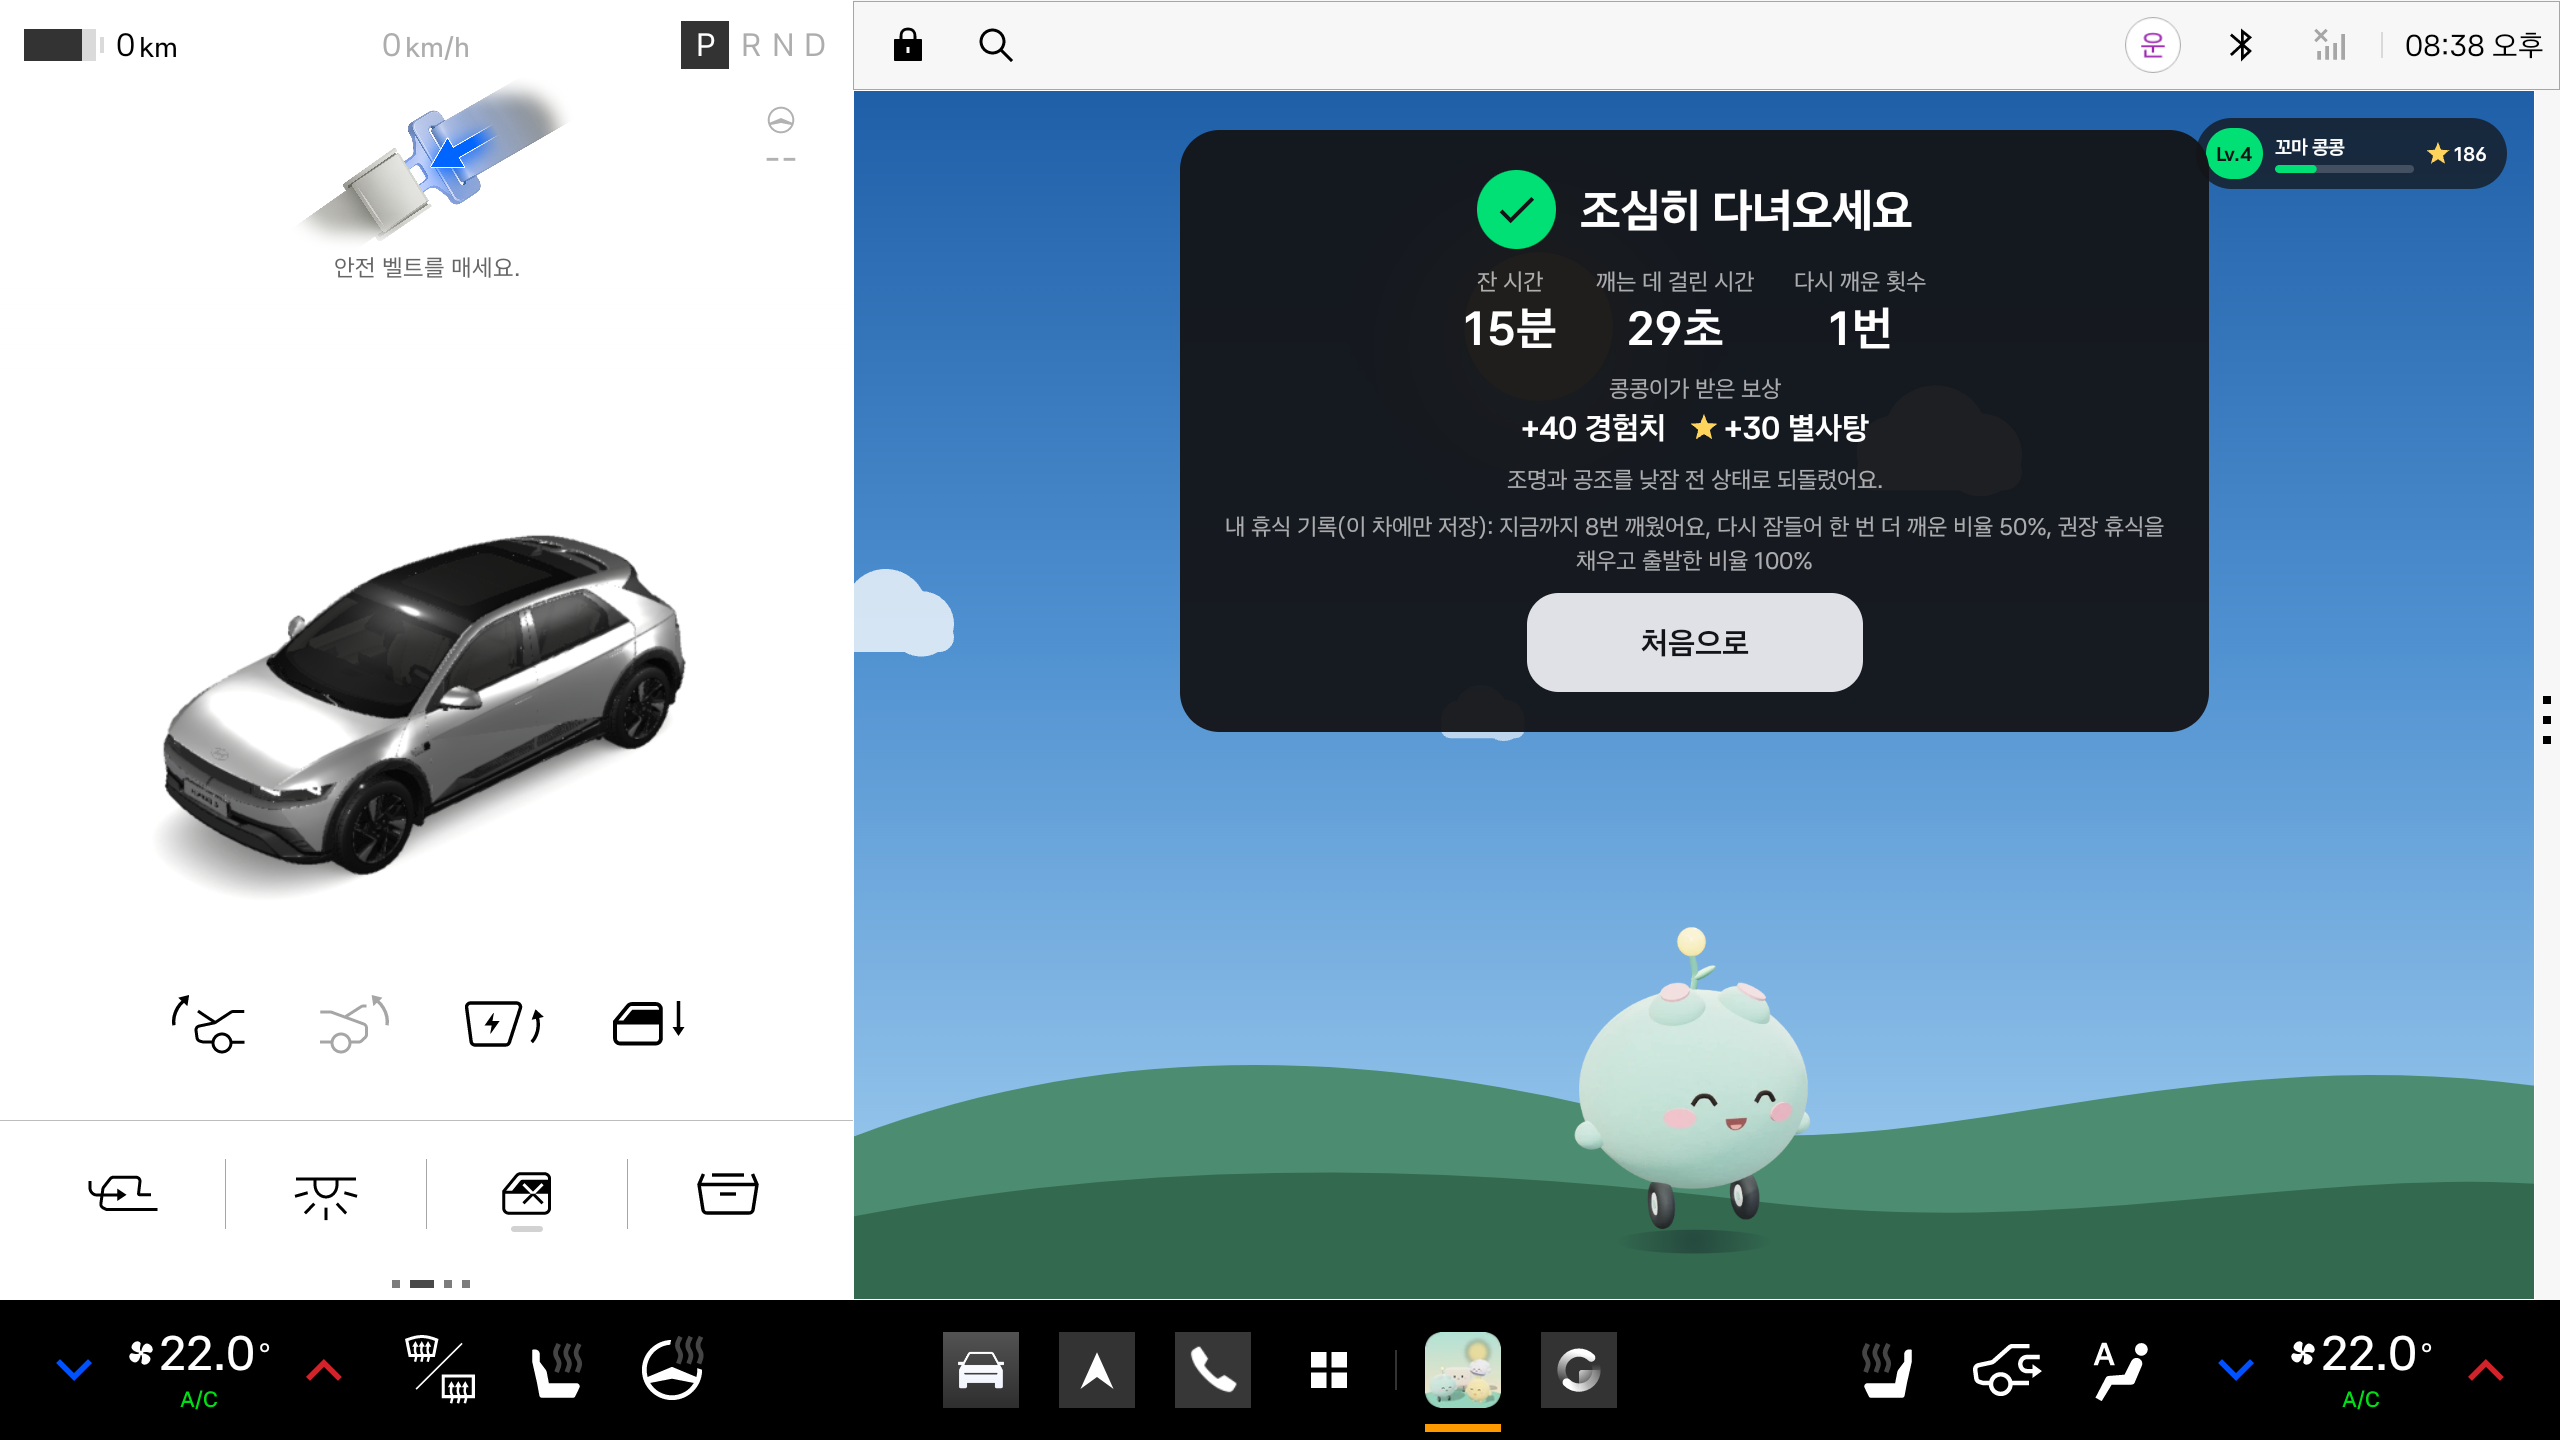 0 km
0 km/h
P R N D
안전 벨트를 매세요.
운
08:38 오후
Lv.4
꼬마 콩콩
186
조심히 다녀오세요
잔 시간 깨는 데 걸린 시간 다시 깨운 횟수
15분 29초 1번
콩콩이가 받은 보상
+40 경험치 +30 별사탕
조명과 공조를 낮잠 전 상태로 되돌렸어요.
내 휴식 기록(이 차에만 저장): 지금까지 8번 깨웠어요, 다시 잠들어 한 번 더 깨운 비율 50%, 권장 휴식을
채우고 출발한 비율 100%
처음으로
22.0°
A/C
A
22.0°
A/C